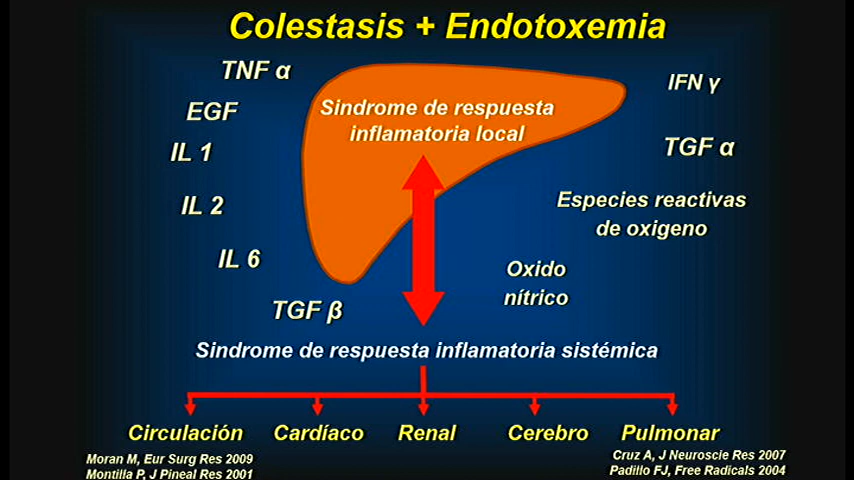 Colestasis + Endotoxemia
TNF α
EGF
IL 1
IL 2
IL 6
TGF β
Sindrome de respuesta
inflamatoria local
IFN γ
TGF α
Especies reactivas
de oxigeno
Oxido
nítrico
Sindrome de respuesta inflamatoria sistémica
Circulación
Cardíaco
Renal
Cerebro
Pulmonar
Moran M, Eur Surg Res 2009
Montilla P, J Pineal Res 2001
Cruz A, J Neuroscie Res 2007
Padillo FJ, Free Radicals 2004